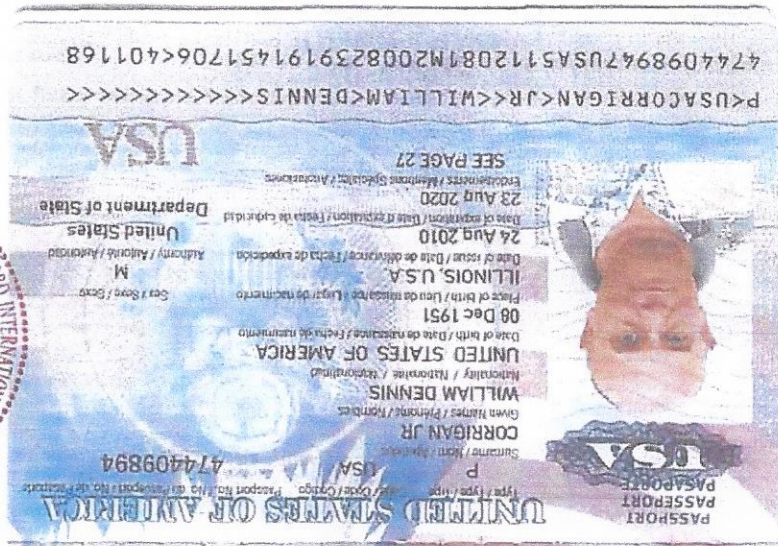 PASSPORT
PASSEPORT
PASAPORTE
USA
UNITED STATES OF AMERICA
Type / Type / Tipo Code / Código Passport No. / No. du Passeport / No. de Pasaporte
P USA 474409894
Surname / Nom / Apellidos
CORRIGAN JR
Given Names / Prénoms / Nombres
WILLIAM DENNIS
Nationality / Nationalité / Nacionalidad
UNITED STATES OF AMERICA
Date of birth / Date de naissance / Fecha de nacimiento
08 Dec 1951
Place of birth / Lieu de naissance / Lugar de nacimiento Sex / Sexe / Sexo
ILLINOIS, U.S.A. M
Date of issue / Date de délivrance / Fecha de expedición Authority / Autorité / Autoridad
24 Aug 2010 United States
Date of expiration / Date d'expiration / Fecha de caducidad Department of State
23 Aug 2020
Endorsements / Mentions Spéciales / Anotaciones
SEE PAGE 27
USA
P<USACORRIGAN<JR<<WILLIAM<DENNIS<<<<<<<<<<<<
4744098947USA5112081M2008239191451706<401168